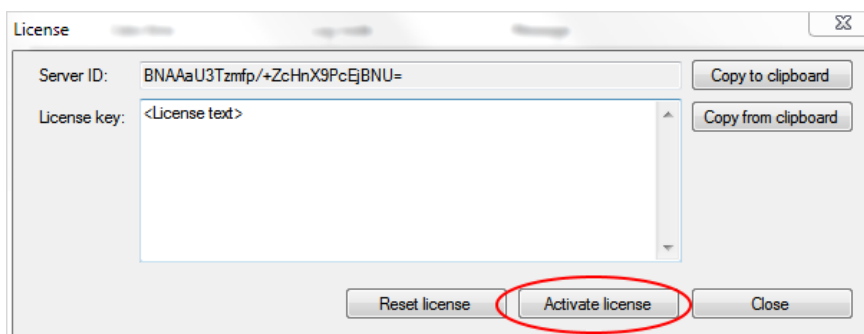 License
Server ID: BNAAaU3Tzmfp/+ZcHnX9PcEjBNU= Copy to clipboard
License key: <License text> Copy from clipboard
Reset license Activate license Close